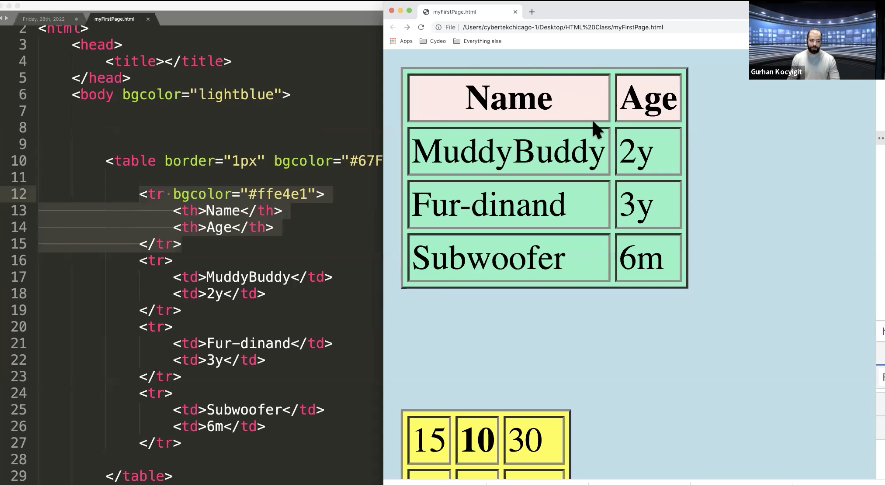 Friday, 28th, 2022
myFirstPage.html
2 <html>
3 <head>
4 <title></title>
5 </head>
6 <body bgcolor="lightblue">
7
8
9
10 <table border="1px" bgcolor="#67F
11
12 <tr bgcolor="#ffe4e1">
13 <th>Name</th>
14 <th>Age</th>
15 </tr>
16 <tr>
17 <td>MuddyBuddy</td>
18 <td>2y</td>
19 </tr>
20 <tr>
21 <td>Fur-dinand</td>
22 <td>3y</td>
23 </tr>
24 <tr>
25 <td>Subwoofer</td>
26 <td>6m</td>
27 </tr>
28
29 </table>
myFirstPage.html
File | /Users/cybertekchicago-1/Desktop/HTML%20Class/myFirstPage.html
Apps Cydeo Everything else
Name Age
MuddyBuddy 2y
Fur-dinand 3y
Subwoofer 6m
15 10 30
Gurhan Kocyigit